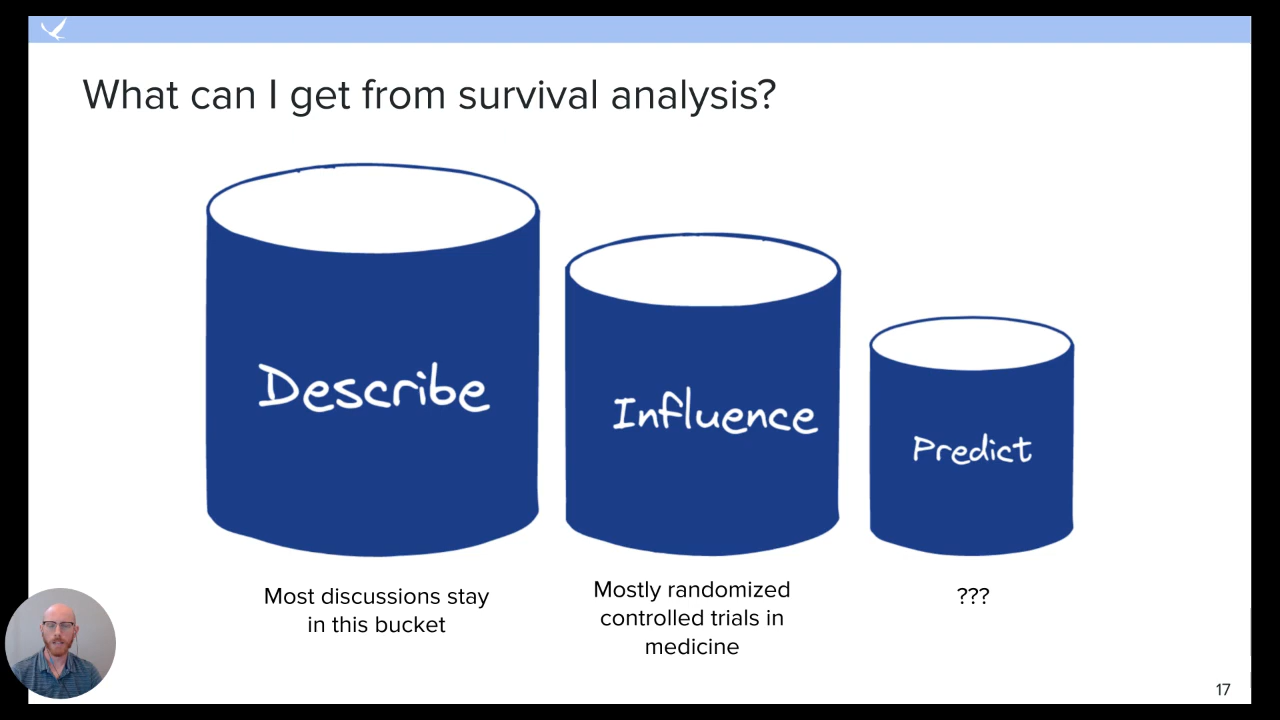 What can I get from survival analysis?
Describe
Influence
Predict
Most discussions stay
in this bucket
Mostly randomized
controlled trials in
medicine
???
17